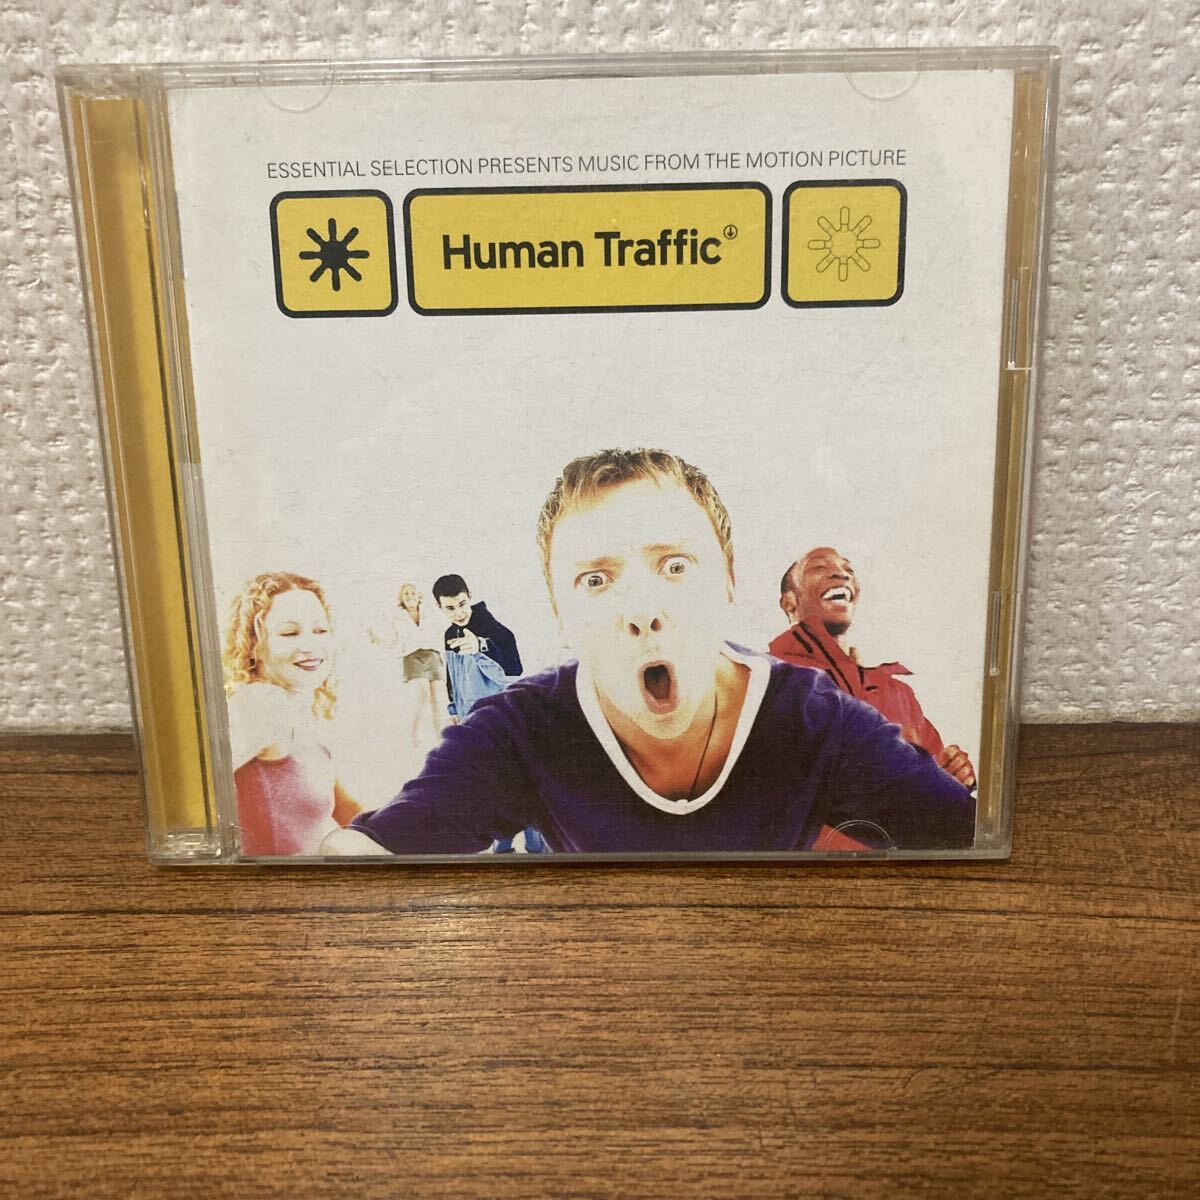 ESSENTIAL SELECTION PRESENTS MUSIC FROM THE MOTION PICTURE
Human Traffic